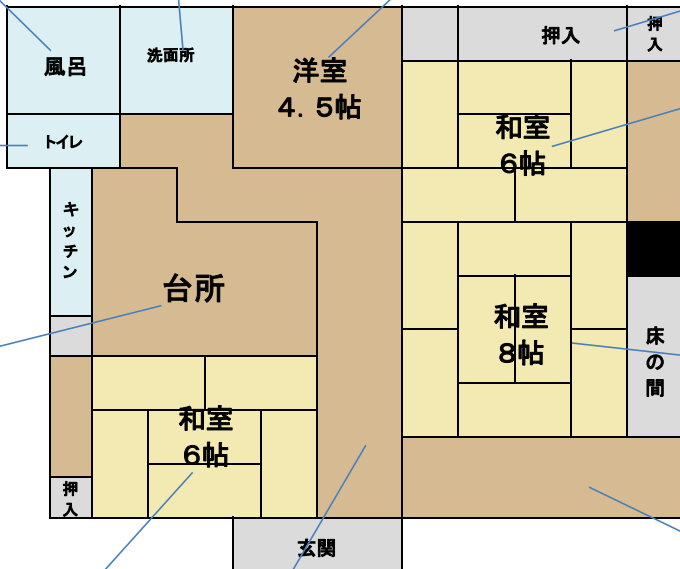 風呂
洗面所
洋室
4.5帖
押入
押入
トイレ
和室
6帖
キッチン
台所
和室
8帖
床の間
和室
6帖
押入
玄関